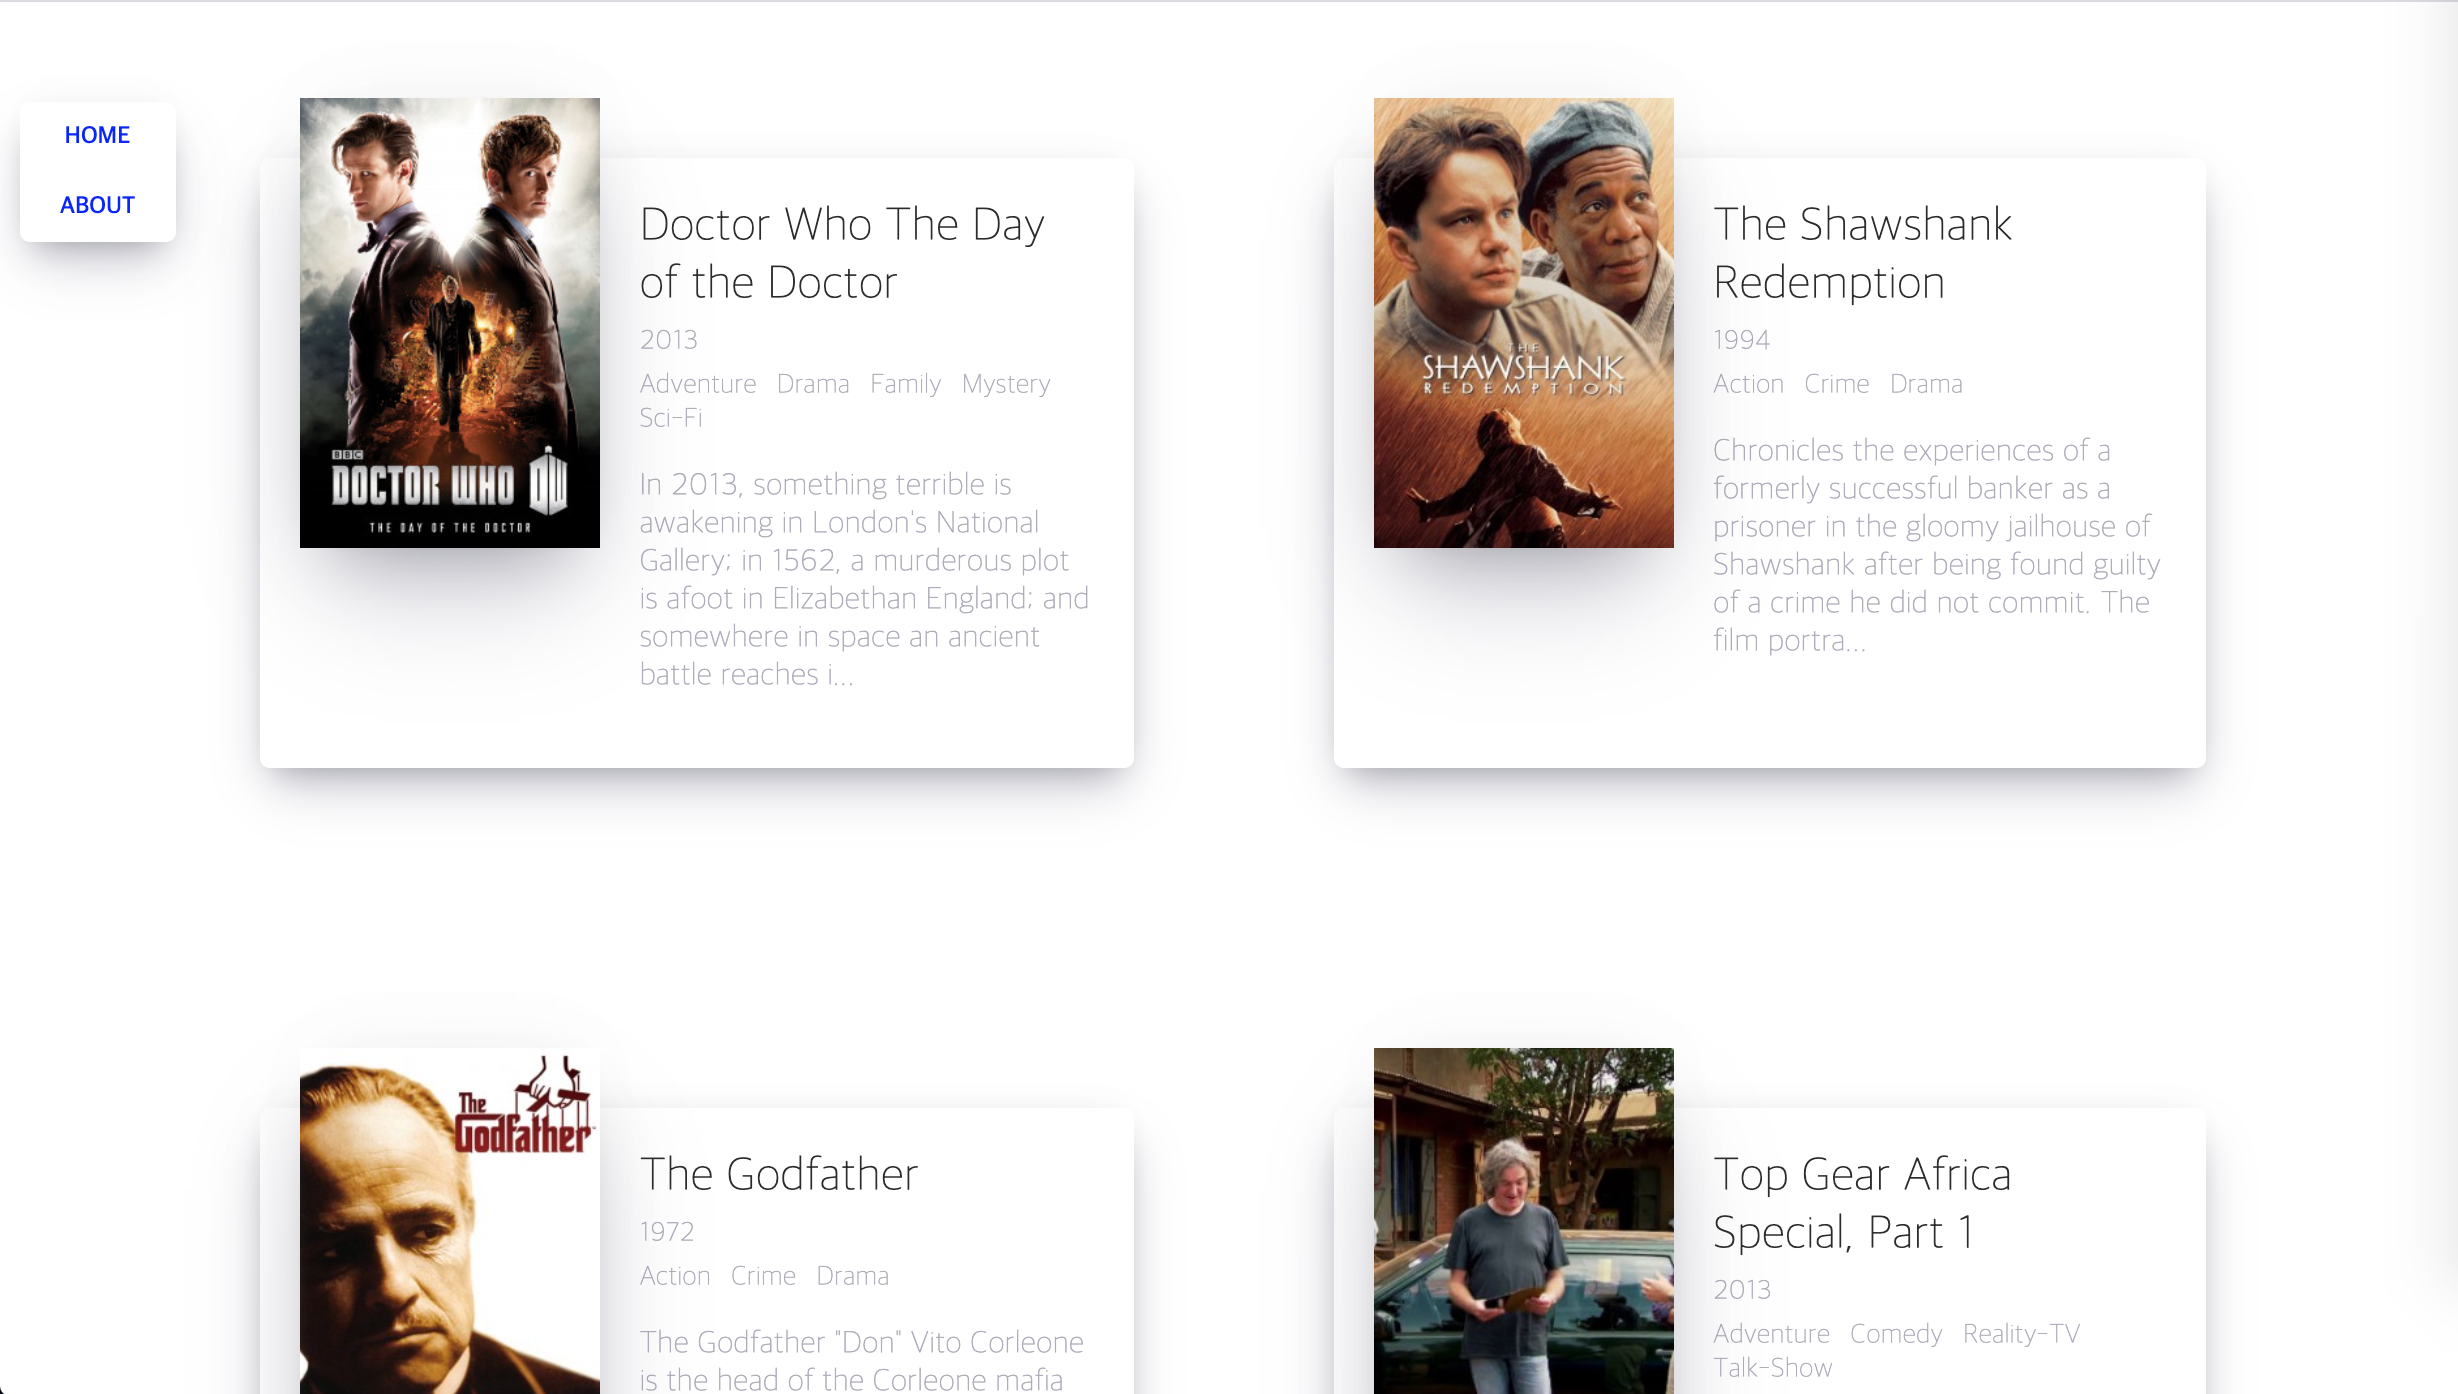 HOME
ABOUT
BBC
DOCTOR WHO DW
THE DAY OF THE DOCTOR
Doctor Who The Day
of the Doctor
2013
Adventure Drama Family Mystery
Sci-Fi
In 2013, something terrible is
awakening in London's National
Gallery; in 1562, a murderous plot
is afoot in Elizabethan England; and
somewhere in space an ancient
battle reaches i...
THE
SHAWSHANK
REDEMPTION
The Shawshank
Redemption
1994
Action Crime Drama
Chronicles the experiences of a
formerly successful banker as a
prisoner in the gloomy jailhouse of
Shawshank after being found guilty
of a crime he did not commit. The
film portra...
The
Godfather
The Godfather
1972
Action Crime Drama
The Godfather "Don" Vito Corleone
is the head of the Corleone mafia
Top Gear Africa
Special, Part 1
2013
Adventure Comedy Reality-TV
Talk-Show